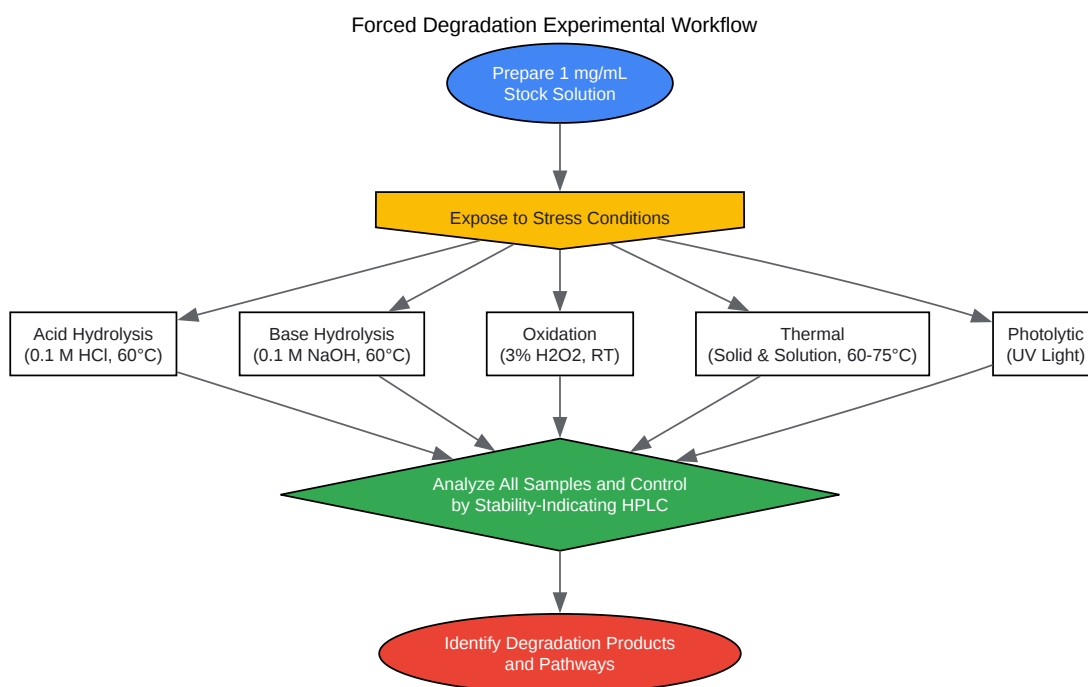 Forced Degradation Experimental Workflow
Prepare 1 mg/mL
Stock Solution
Expose to Stress Conditions
Acid Hydrolysis
(0.1 M HCl, 60°C)
Base Hydrolysis
(0.1 M NaOH, 60°C)
Oxidation
(3% H2O2, RT)
Thermal
(Solid & Solution, 60-75°C)
Photolytic
(UV Light)
Analyze All Samples and Control
by Stability-Indicating HPLC
Identify Degradation Products
and Pathways